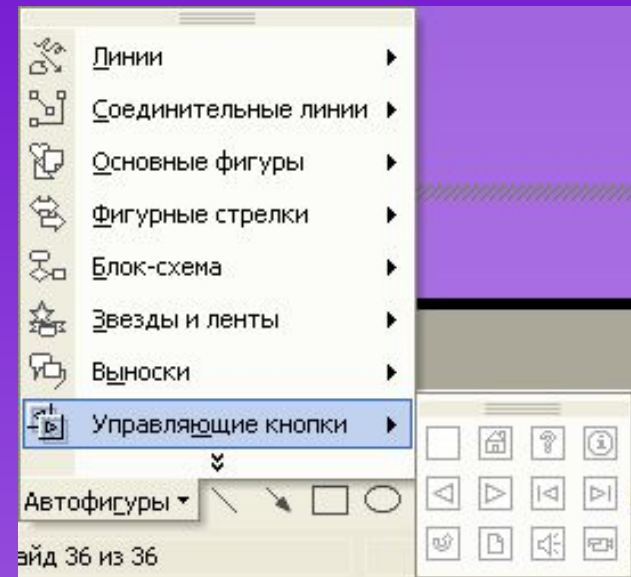 Линии
Соединительные линии
Основные фигуры
Фигурные стрелки
Блок-схема
Звезды и ленты
Выноски
Управляющие кнопки
Автофигуры
айд 36 из 36